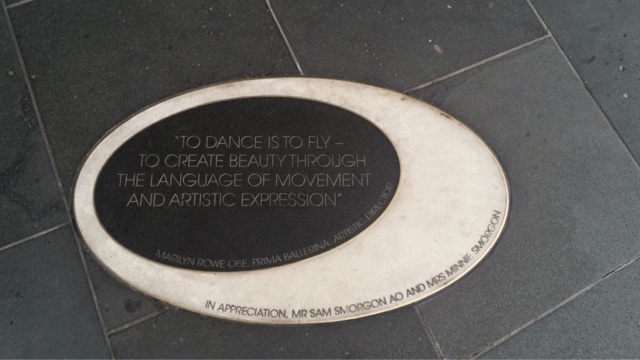 "TO DANCE IS TO FLY –
TO CREATE BEAUTY THROUGH
THE LANGUAGE OF MOVEMENT
AND ARTISTIC EXPRESSION"
MARILYN ROWE OBE, PRIMA BALLERINA, ARTISTIC DIRECTOR
IN APPRECIATION, MR SAM SMORGON AO AND MRS MINNIE SMORGON